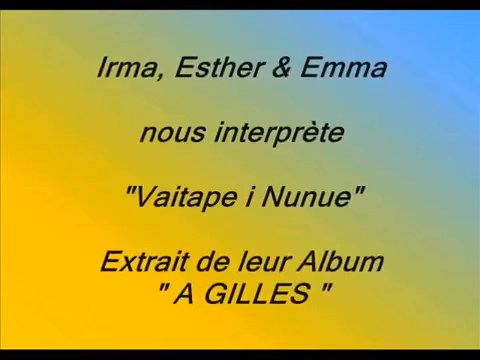 Irma, Esther & Emma
nous interprète
"Vaitape i Nunue"
Extrait de leur Album
" A GILLES "